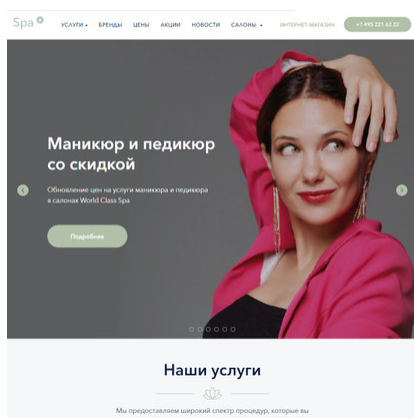 Spa
УСЛУГИ БРЕНДЫ ЦЕНЫ АКЦИИ НОВОСТИ САЛОНЫ ИНТЕРНЕТ-МАГАЗИН +7 495 221 62 22
Маникюр и педикюр
со скидкой
Обновление цен на услуги маникюра и педикюра
в салонах World Class Spa
Подробнее
Наши услуги
Мы предоставляем широкий спектр процедур, которые вы